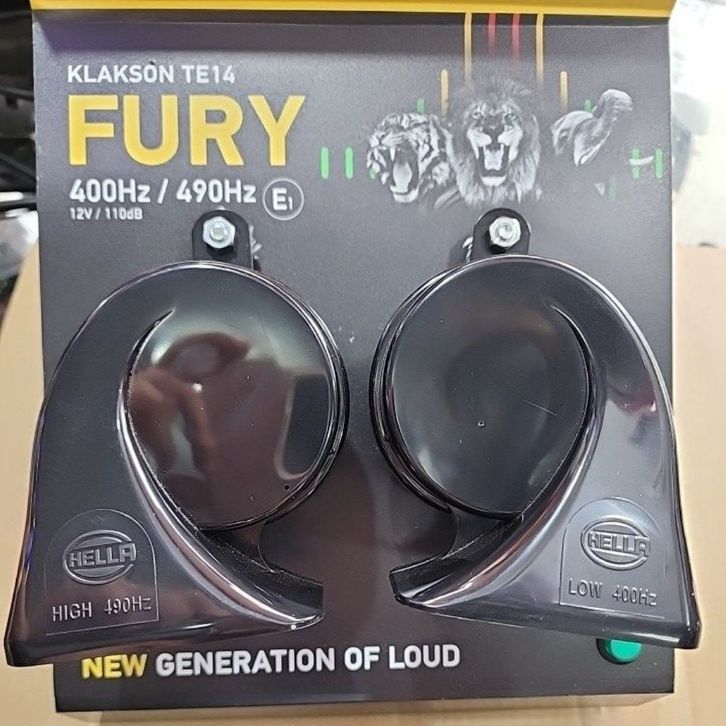 KLAKSON TE14
FURY
400Hz / 490Hz E1
12V / 110dB
HELLA
HIGH 490Hz
HELLA
LOW 400Hz
NEW GENERATION OF LOUD